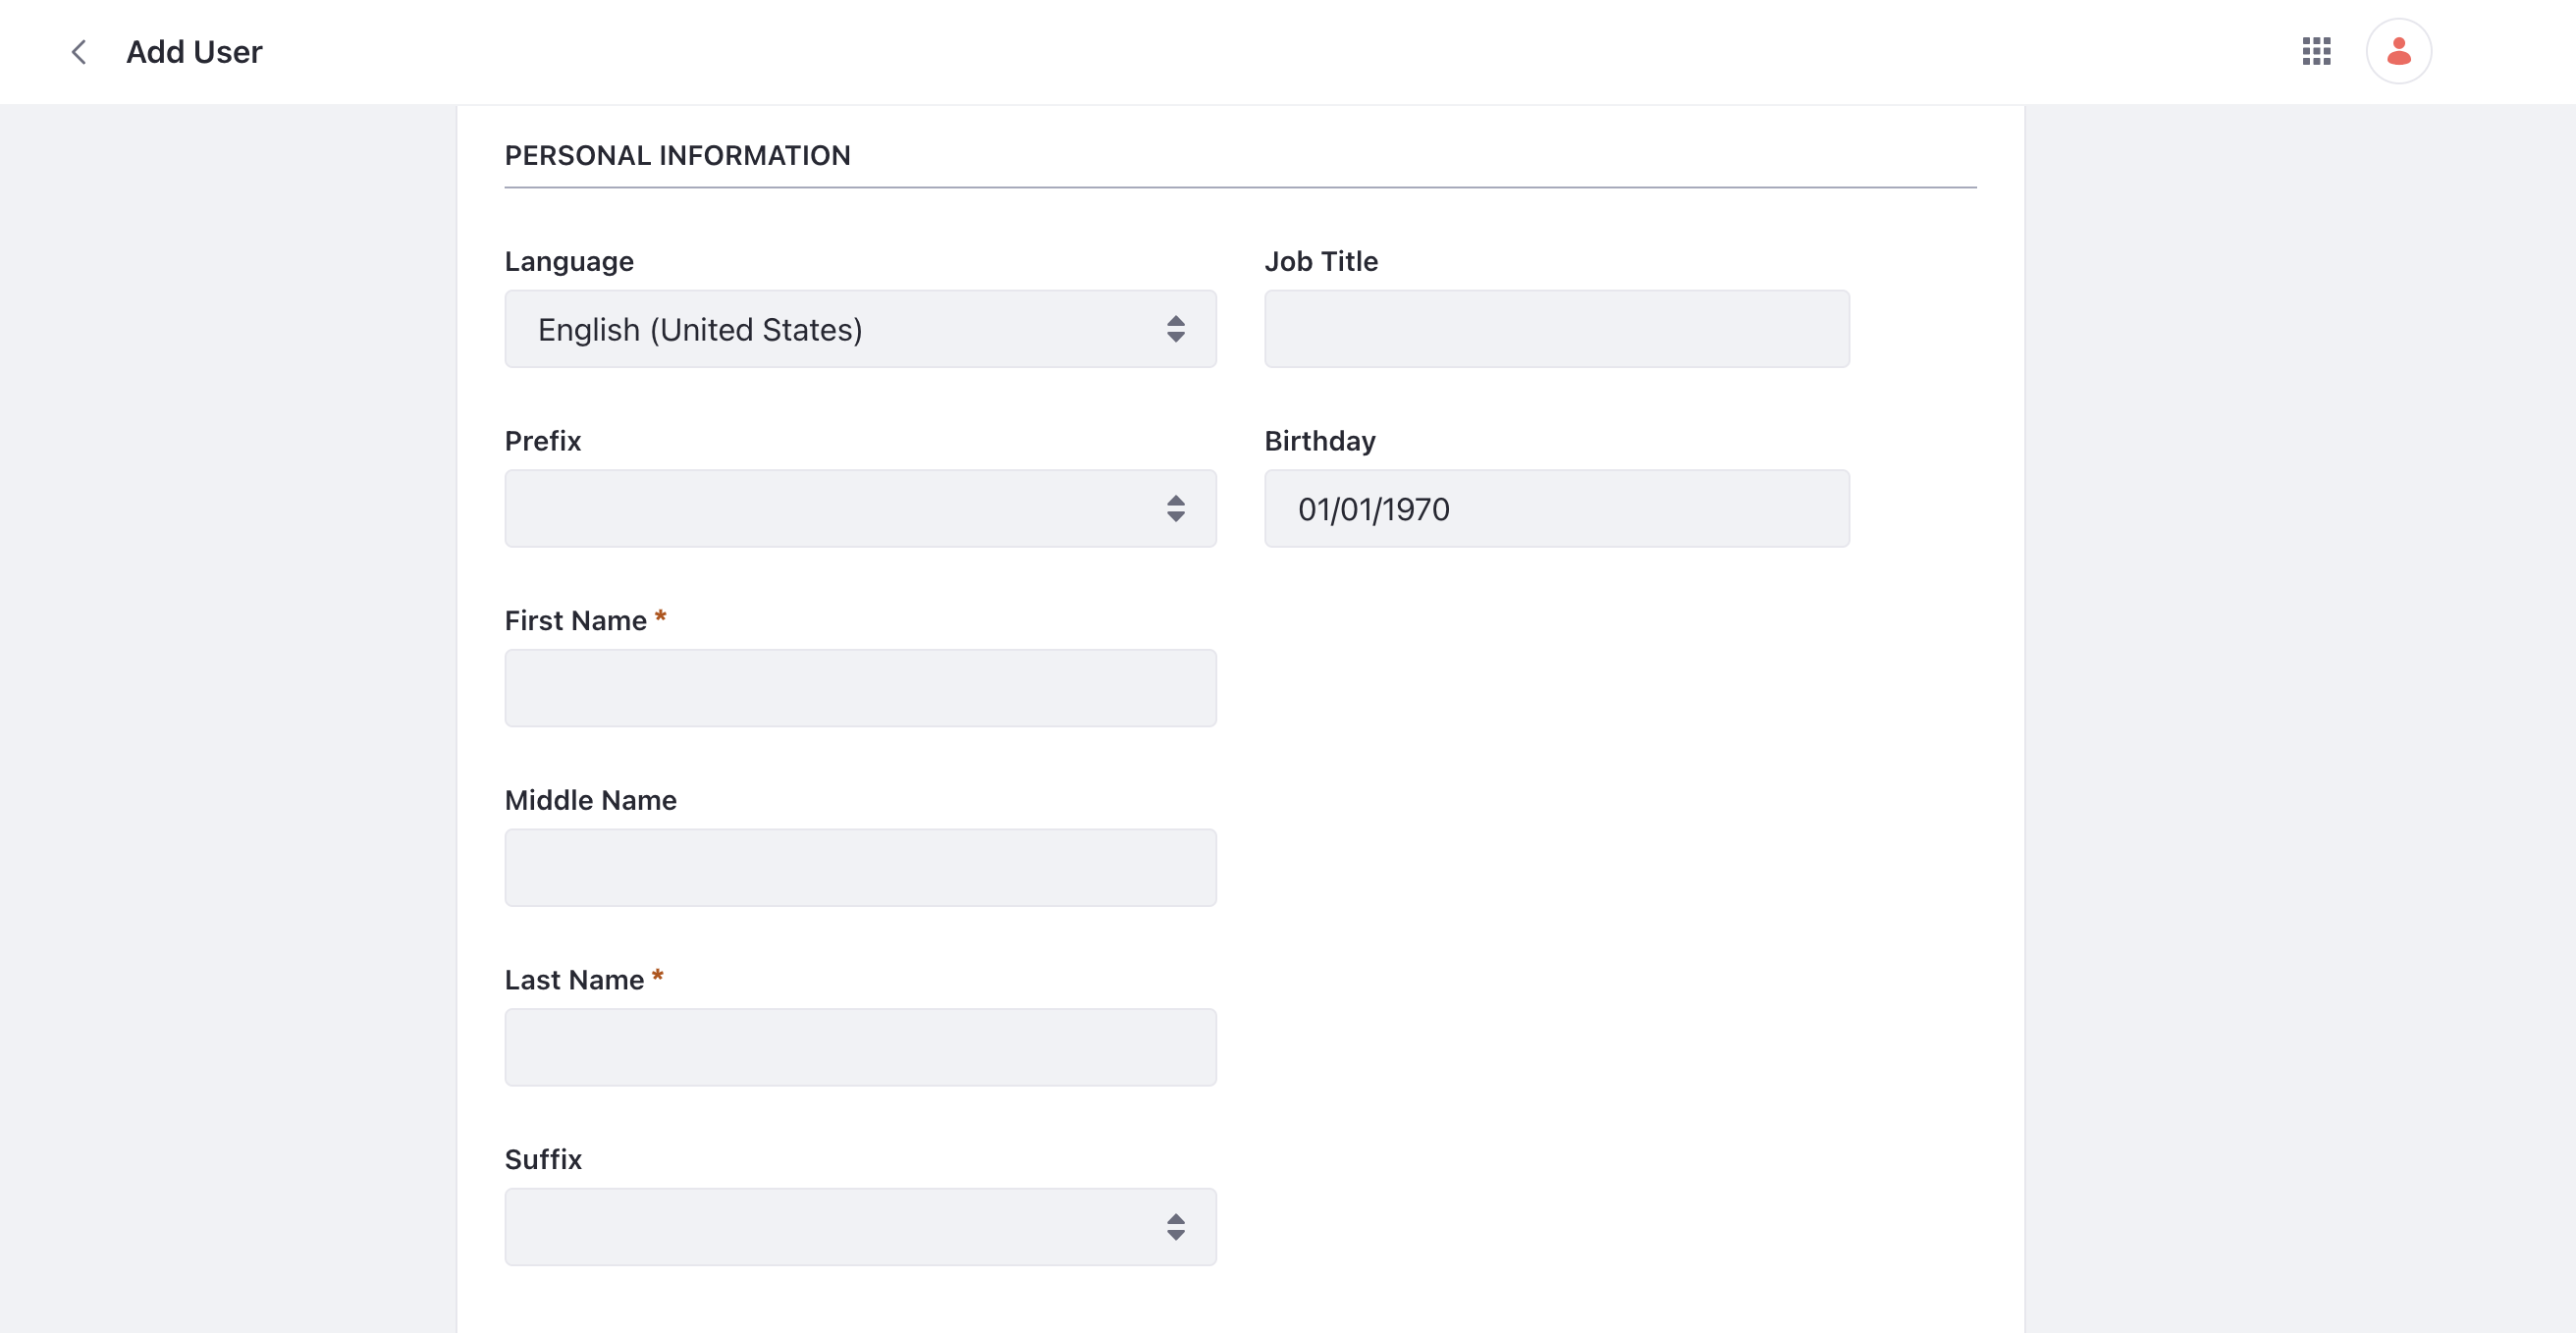 Add User
PERSONAL INFORMATION
Language
Job Title
English (United States)
Prefix
Birthday
01/01/1970
First Name *
Middle Name
Last Name *
Suffix